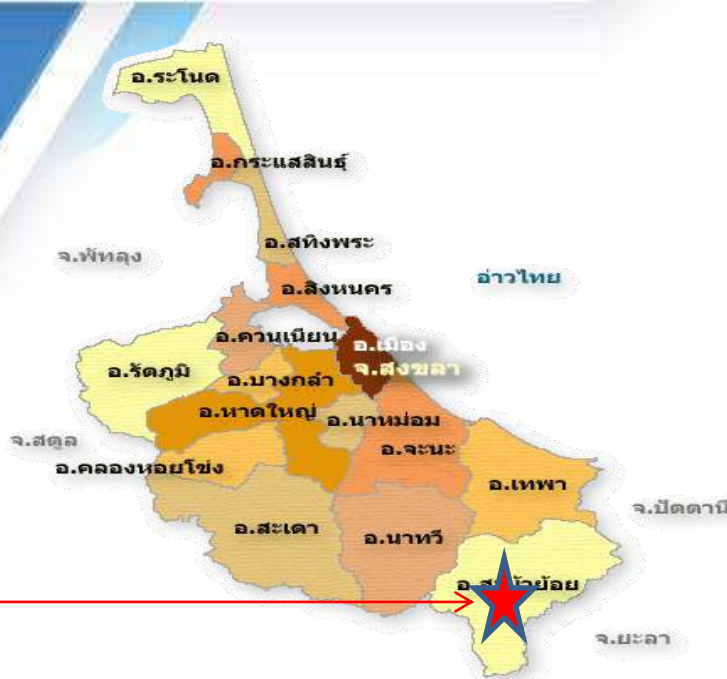 อ.ระโนด
อ.กระแสสินธุ์
อ.สทิงพระ
จ.พัทลุง
อ่าวไทย
อ.สิงหนคร
อ.ควนเนียน
อ.เมือง
จ.สงขลา
อ.รัตภูมิ
อ.บางกล่ำ
อ.หาดใหญ่
อ.นาหม่อม
จ.สตูล
อ.จะนะ
อ.คลองหอยโข่ง
อ.เทพา
จ.ปัตตานี
อ.สะเดา
อ.นาทวี
จ.ยะลา